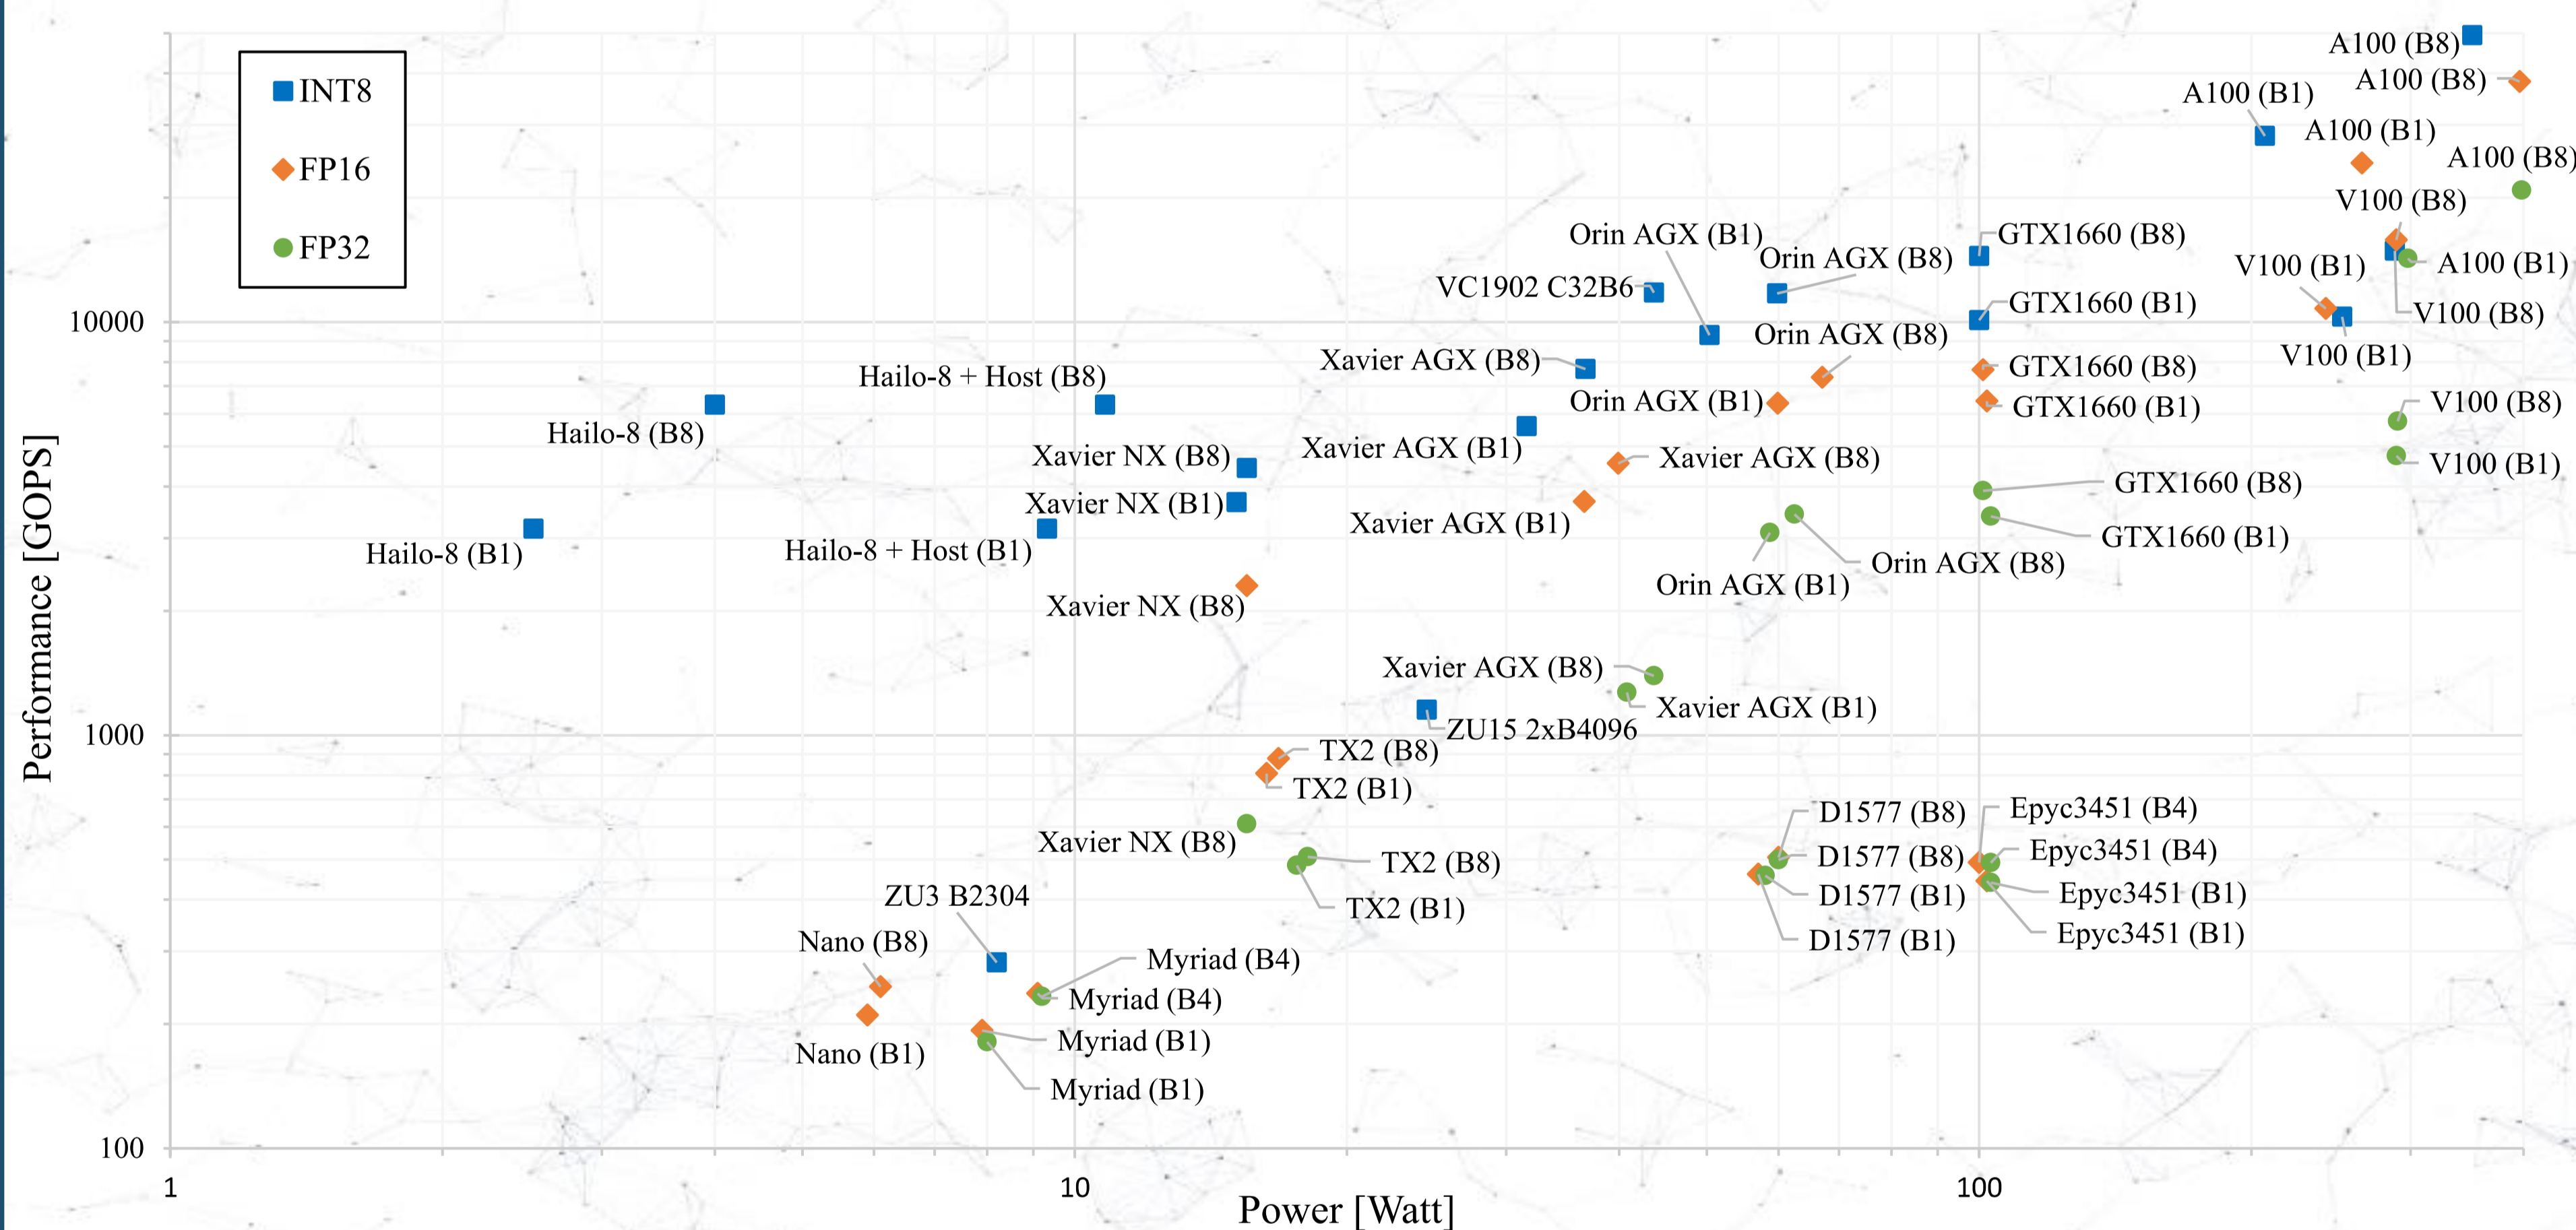 A100 (B8)
A100 (B8)
INT8
A100 (B1)
A100 (B1)
FP16
A100 (B8)
V100 (B8)
FP32
Orin AGX (B1)
GTX1660 (B8)
Orin AGX (B8)
V100 (B1)
A100 (B1)
VC1902 C32B6
GTX1660 (B1)
V100 (B8)
10000
Orin AGX (B8)
V100 (B1)
Xavier AGX (B8)
GTX1660 (B8)
Hailo-8 + Host (B8)
Orin AGX (B1)
V100 (B8)
GTX1660 (B1)
Hailo-8 (B8)
Xavier AGX (B1)
Xavier NX (B8)
Xavier AGX (B8)
V100 (B1)
GTX1660 (B8)
Xavier NX (B1)
Xavier AGX (B1)
GTX1660 (B1)
Hailo-8 (B1)
Hailo-8 + Host (B1)
Orin AGX (B8)
Orin AGX (B1)
Xavier NX (B8)
Performance [GOPS]
Xavier AGX (B8)
Xavier AGX (B1)
ZU15 2xB4096
1000
TX2 (B8)
TX2 (B1)
D1577 (B8)
Epyc3451 (B4)
Xavier NX (B8)
Epyc3451 (B4)
D1577 (B8)
TX2 (B8)
ZU3 B2304
D1577 (B1)
Epyc3451 (B1)
TX2 (B1)
Epyc3451 (B1)
Nano (B8)
D1577 (B1)
Myriad (B4)
Myriad (B4)
Myriad (B1)
Nano (B1)
Myriad (B1)
100
1
10
100
Power [Watt]